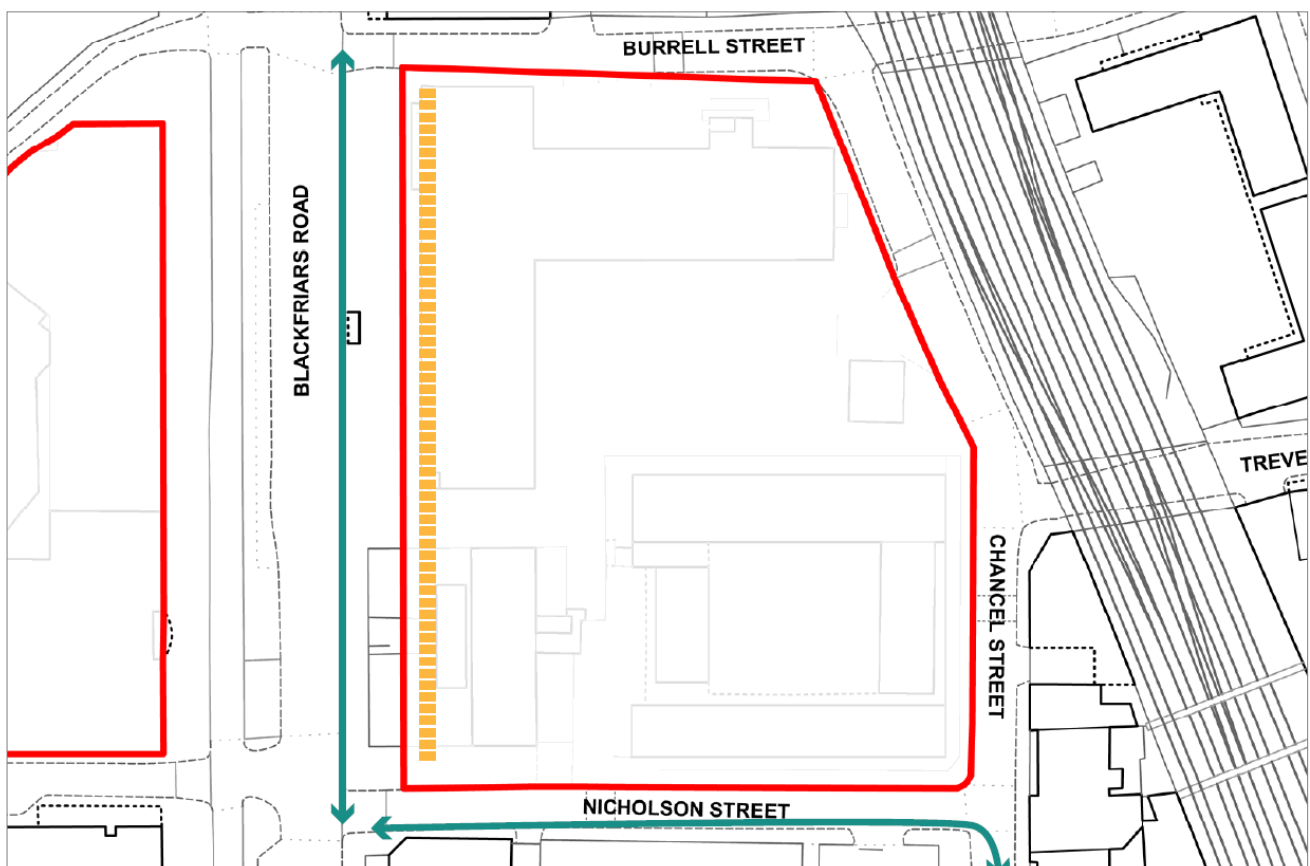 BURRELL STREET
BLACKFRIARS ROAD
TREVE
CHANCEL STREET
NICHOLSON STREET